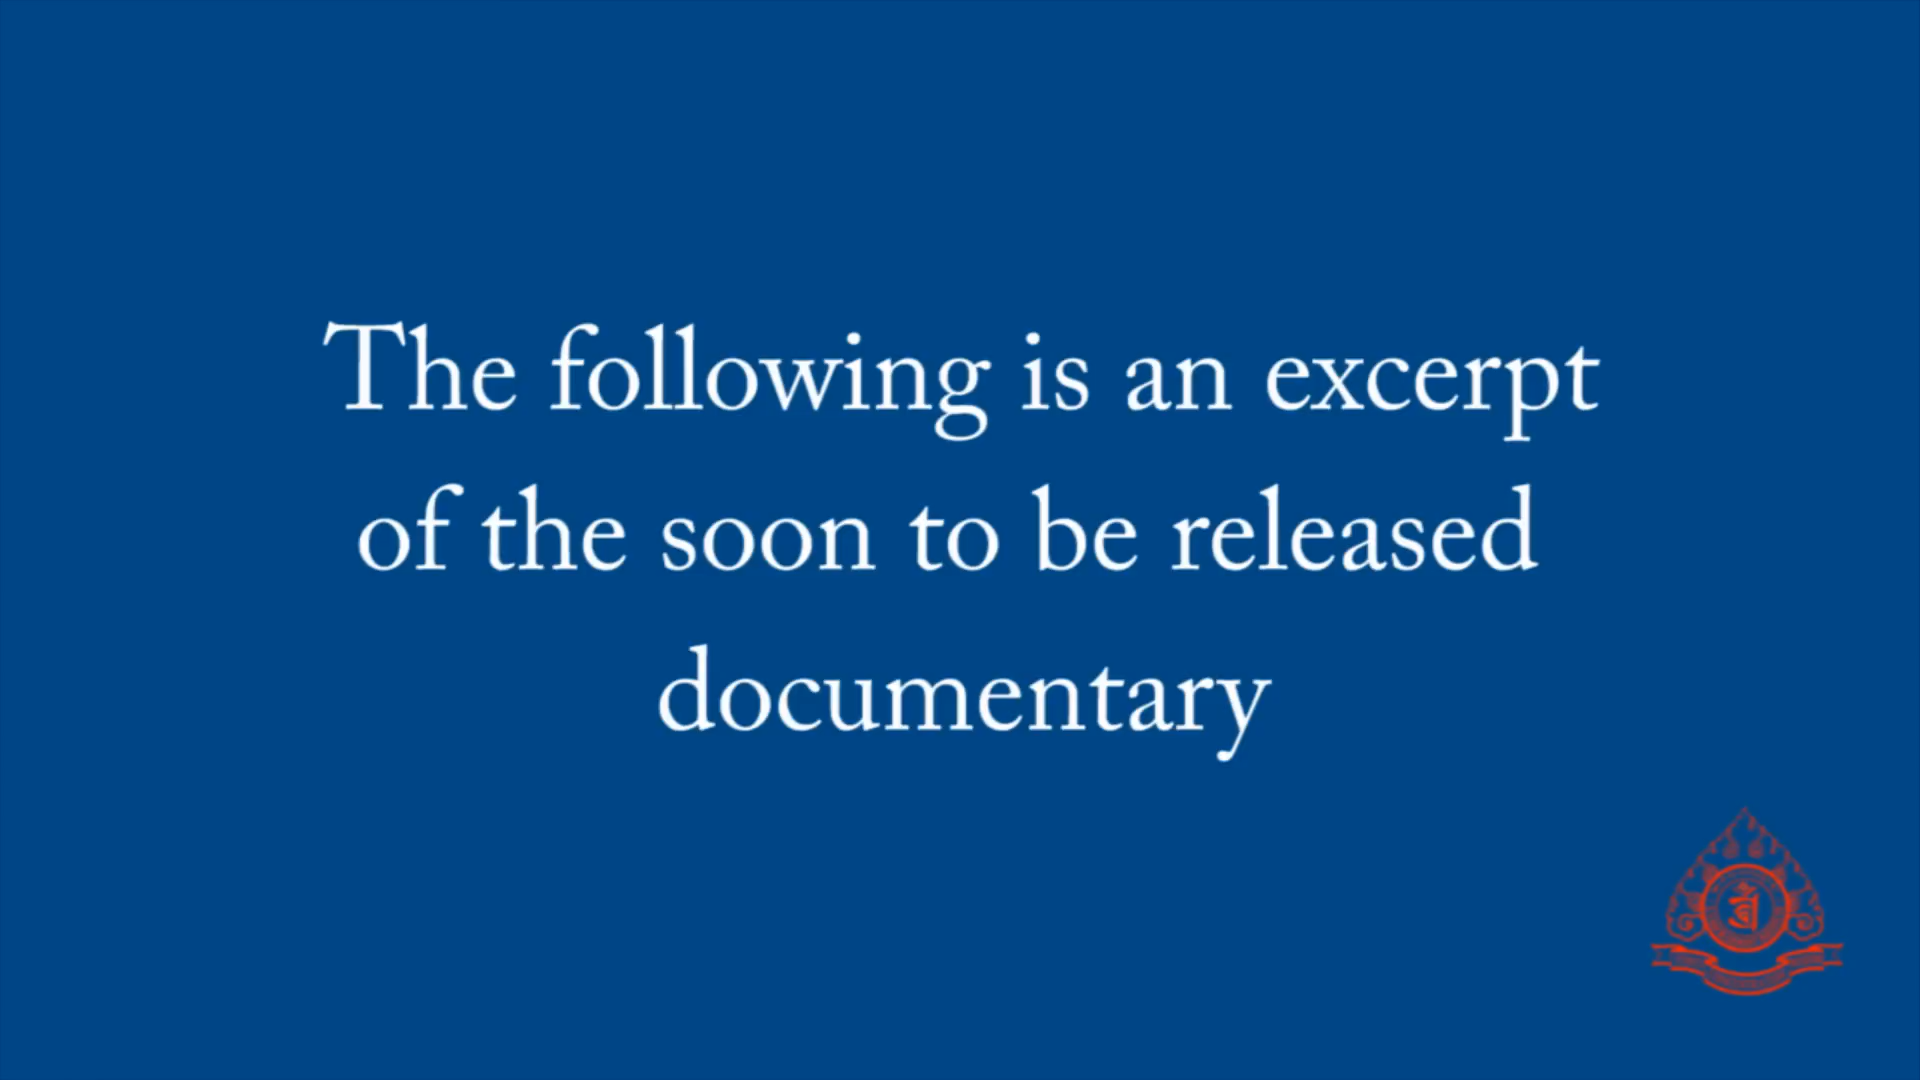 The following is an excerpt
of the soon to be released
documentary